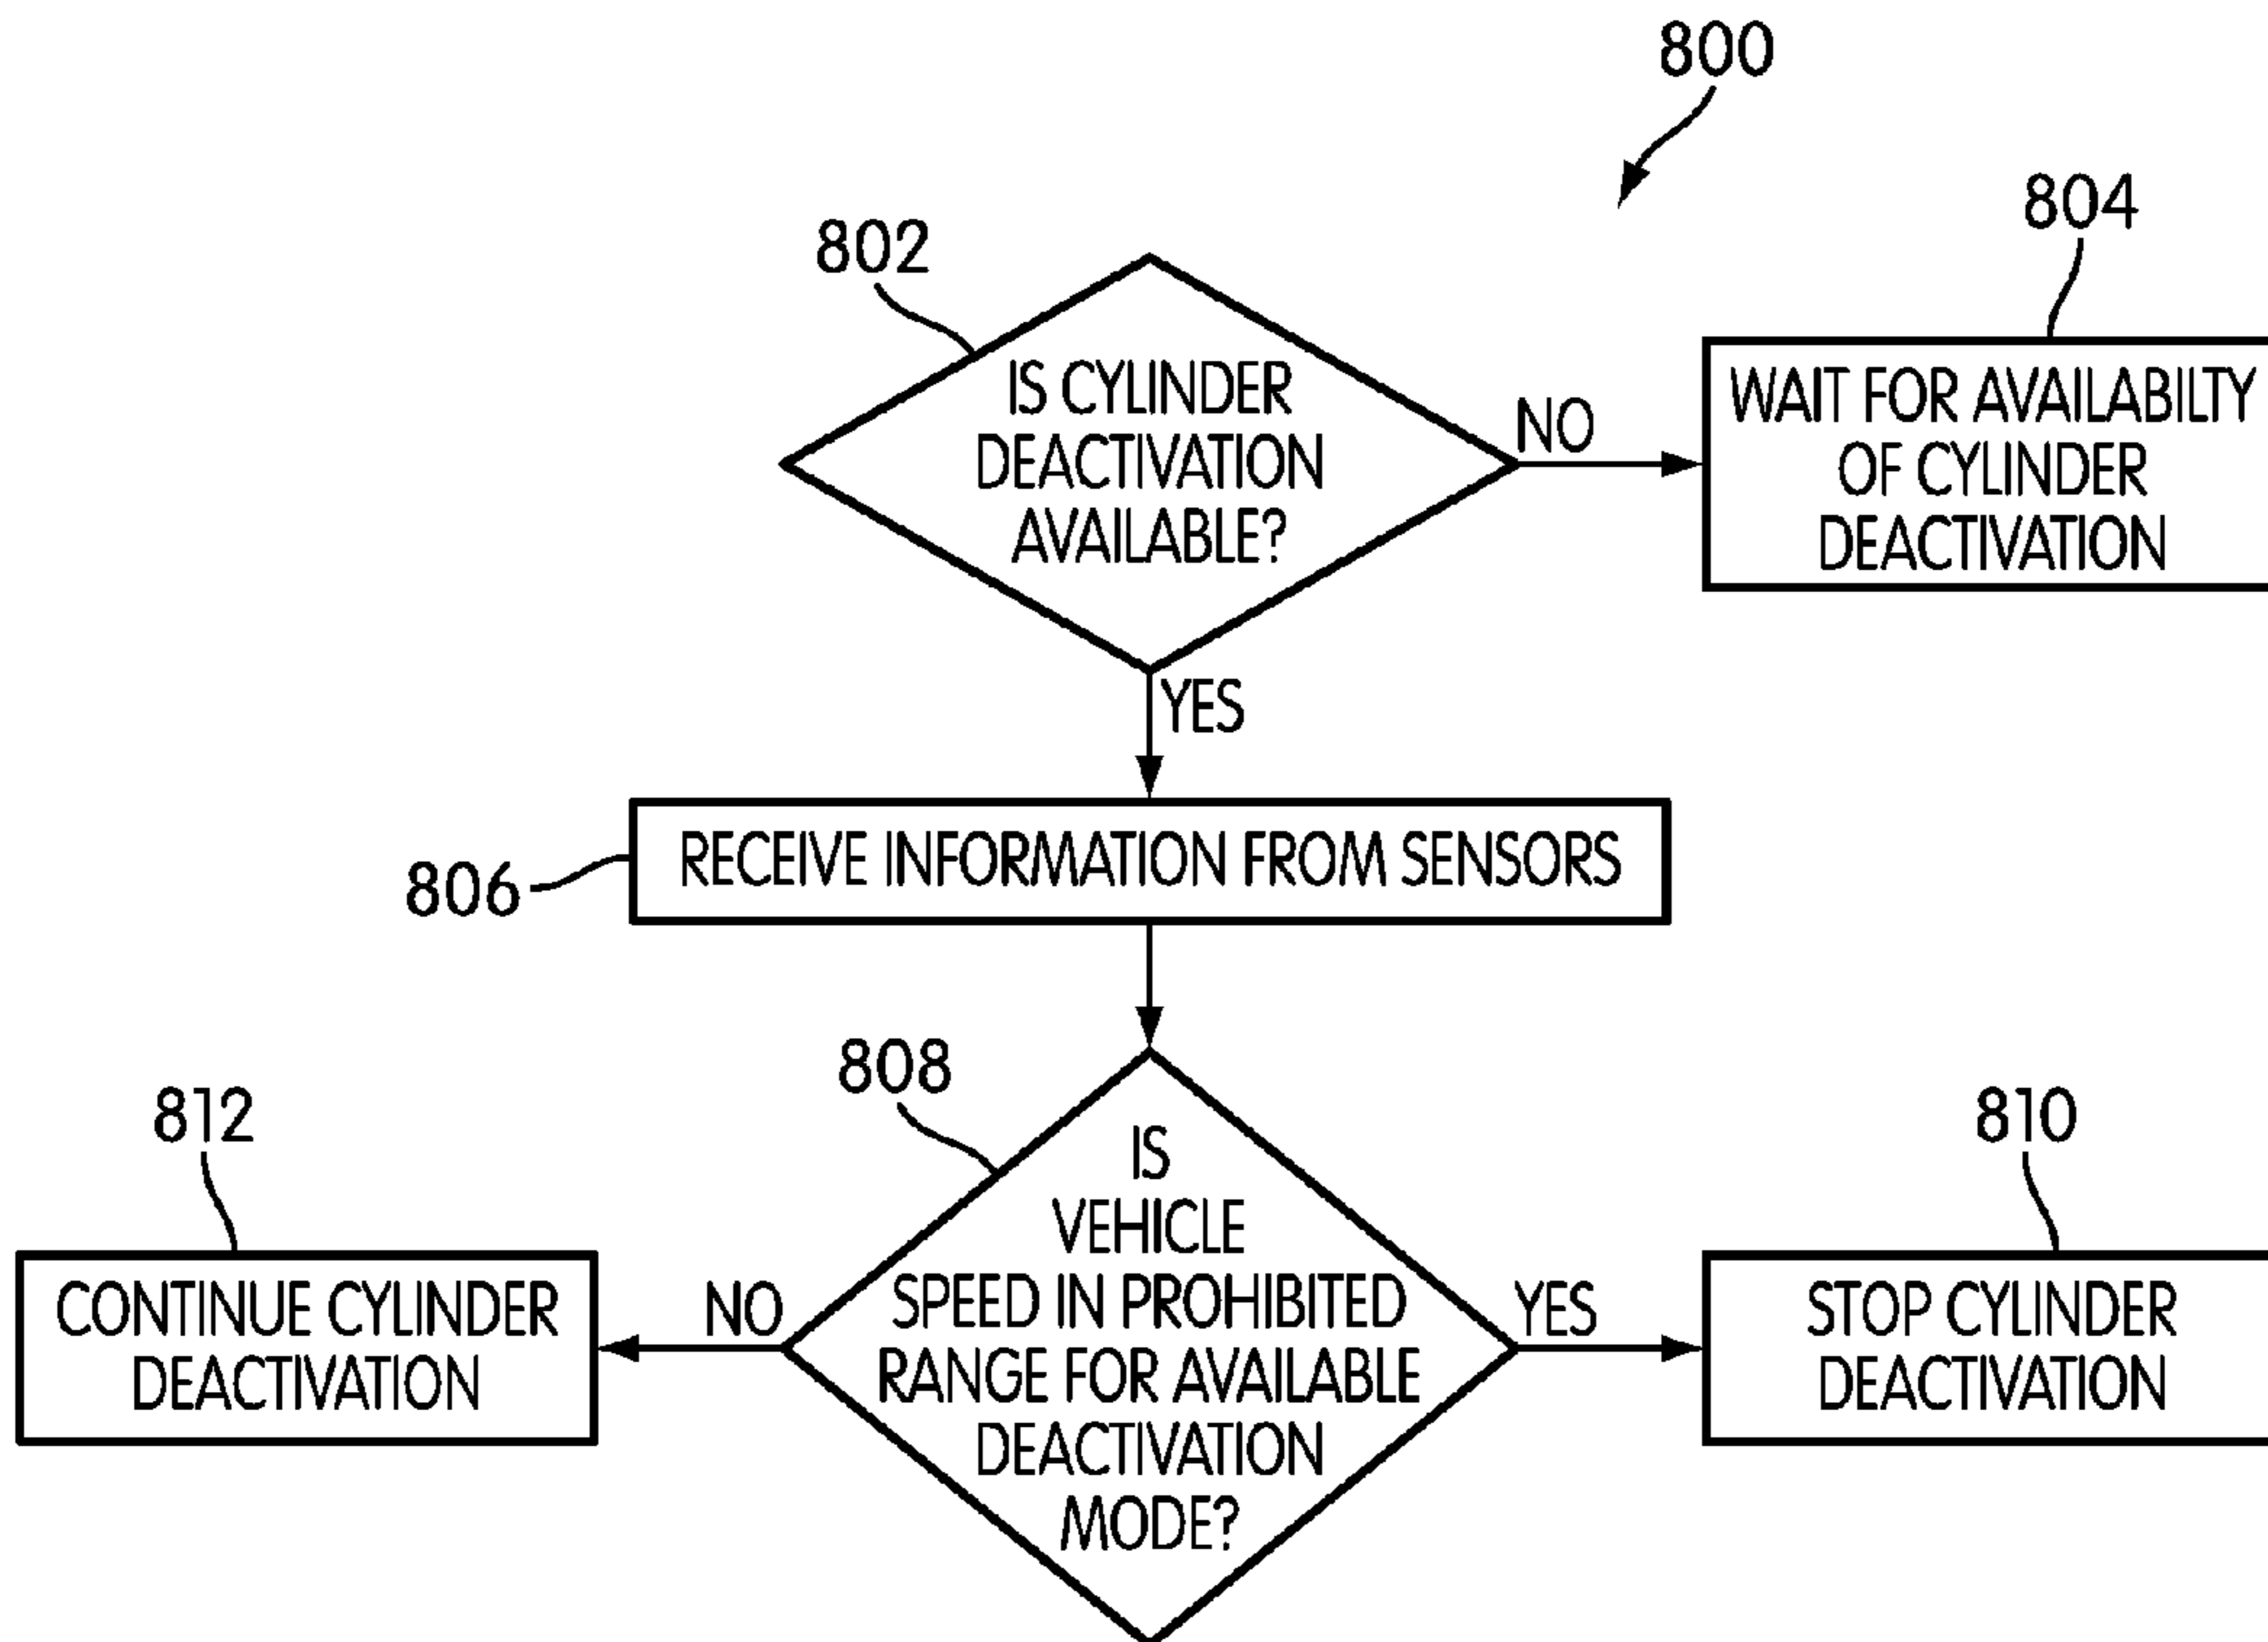 800
802
804
IS CYLINDER
DEACTIVATION
AVAILABLE?
NO
WAIT FOR AVAILABILTY
OF CYLINDER
DEACTIVATION
YES
806
RECEIVE INFORMATION FROM SENSORS
808
812
810
IS
VEHICLE
SPEED IN PROHIBITED
RANGE FOR AVAILABLE
DEACTIVATION
MODE?
NO
CONTINUE CYLINDER
DEACTIVATION
YES
STOP CYLINDER
DEACTIVATION